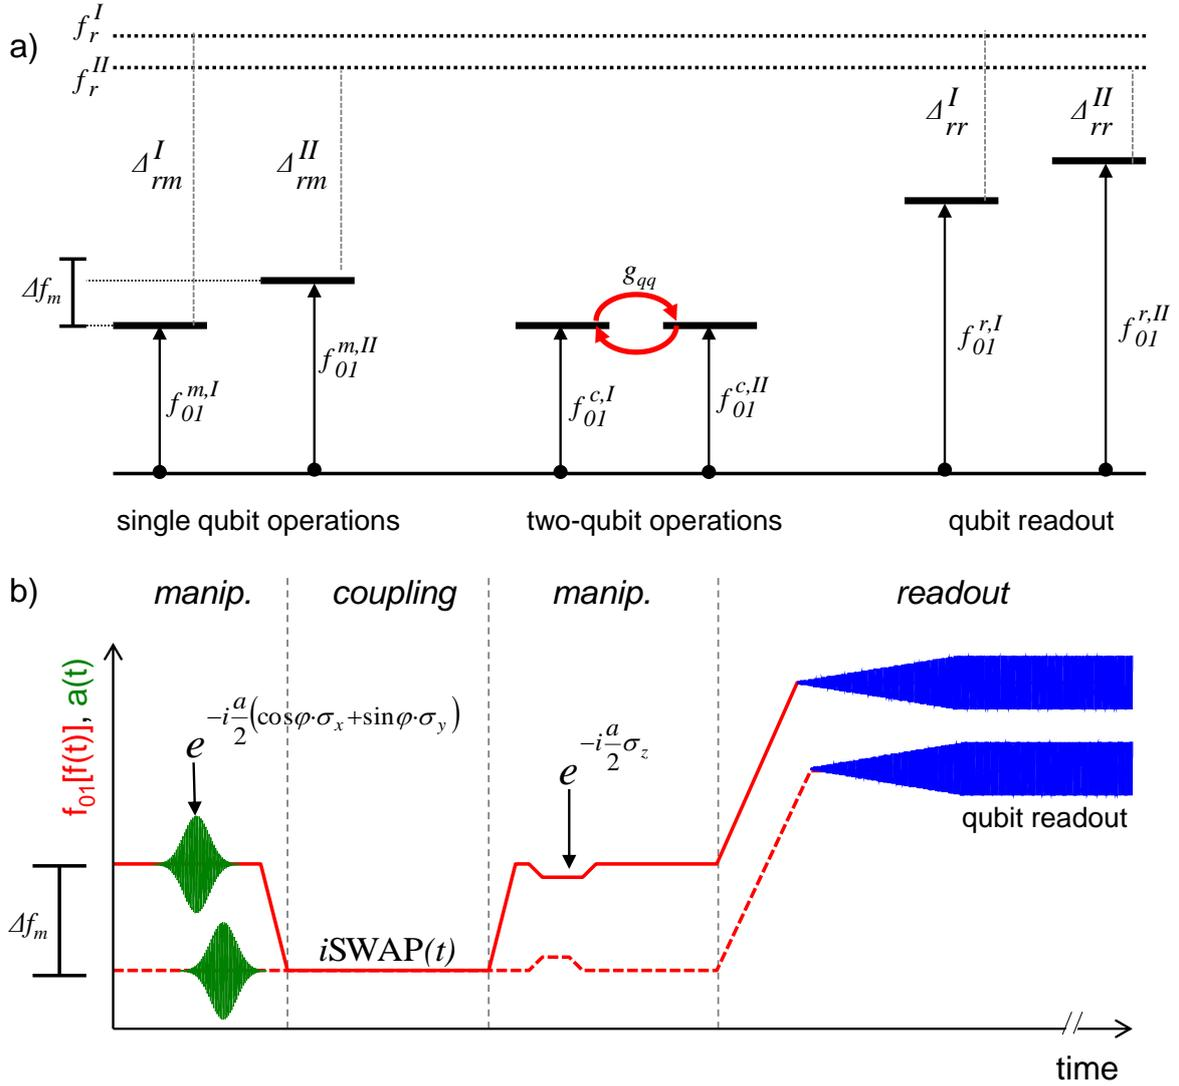 a)
f_r^I
f_r^II
Δ_rm^I
Δ_rm^II
Δ_rr^I
Δ_rr^II
Δf_m
g_qq
f_01^m,I
f_01^m,II
f_01^c,I
f_01^c,II
f_01^r,I
f_01^r,II
single qubit operations
two-qubit operations
qubit readout
b)
manip.
coupling
manip.
readout
f_01[f(t)], a(t)
e^-i a/2 (cosφ·σ_x+sinφ·σ_y)
e^-i a/2 σ_z
qubit readout
Δf_m
iSWAP(t)
//
time